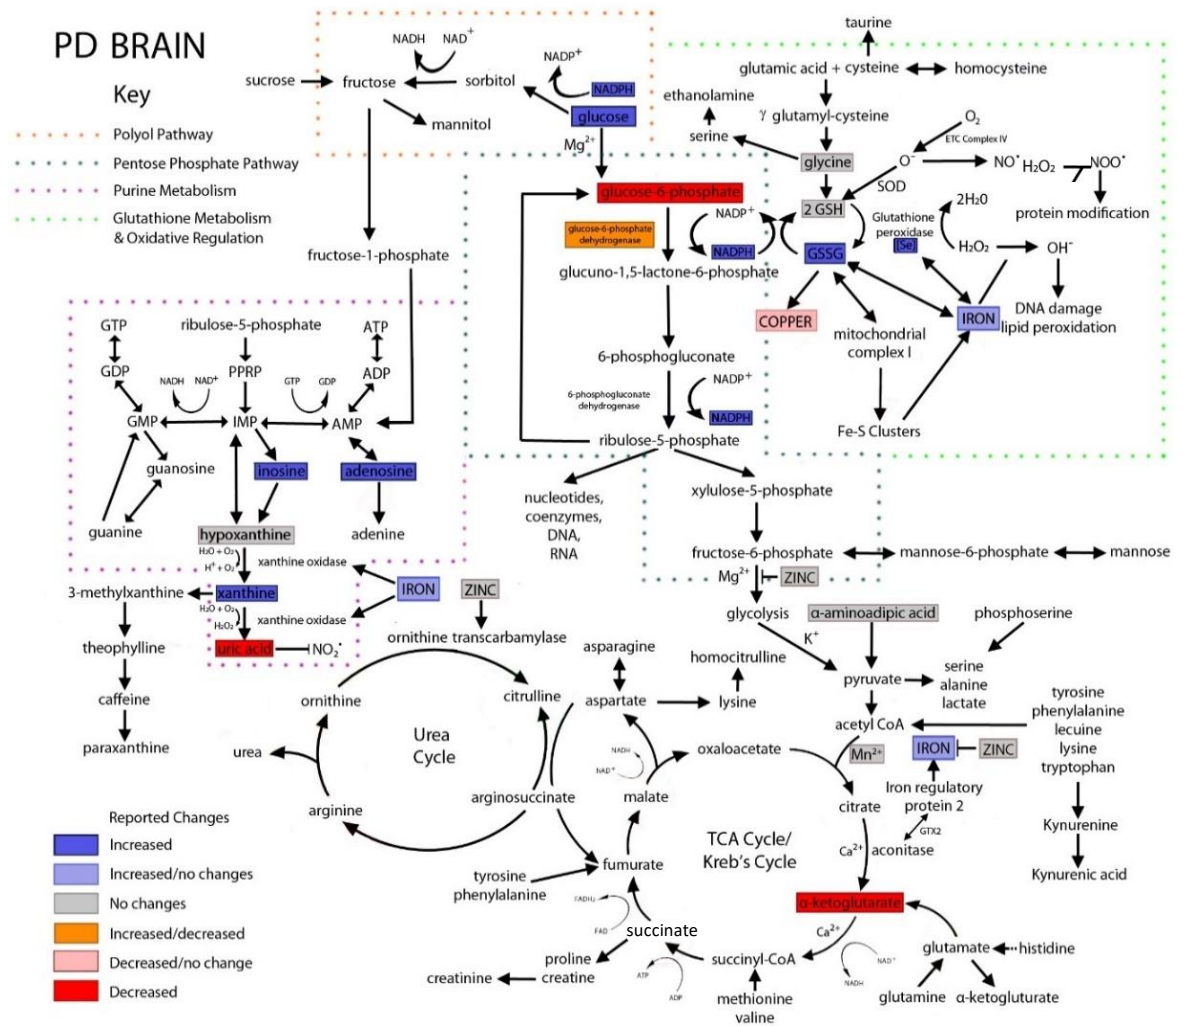 PD BRAIN
Key
Polyol Pathway
Pentose Phosphate Pathway
Purine Metabolism
Glutathione Metabolism
& Oxidative Regulation
sucrose
fructose
NADH
NAD+
sorbitol
mannitol
NADP+
NADPH
glucose
Mg2+
fructose-1-phosphate
taurine
glutamic acid + cysteine
homocysteine
ethanolamine
γ glutamyl-cysteine
serine
glycine
O2
ETC Complex IV
O-
NO•
H2O2
NOO•
SOD
protein modification
2 GSH
Glutathione
peroxidase
[Se]
2H20
GSSG
H2O2
OH-
COPPER
IRON
DNA damage
lipid peroxidation
mitochondrial
complex I
Fe-S Clusters
glucose-6-phosphate
glucose-6-phosphate
dehydrogenase
NADP+
NADPH
glucuno-1,5-lactone-6-phosphate
6-phosphogluconate
6-phosphogluconate
dehydrogenase
NADP+
NADPH
ribulose-5-phosphate
nucleotides,
coenzymes,
DNA,
RNA
xylulose-5-phosphate
fructose-6-phosphate
mannose-6-phosphate
mannose
Mg2+
ZINC
glycolysis
GTP
ribulose-5-phosphate
ATP
GDP
NADH
NAD+
PPRP
GTP
GDP
ADP
GMP
IMP
AMP
guanosine
inosine
adenosine
guanine
hypoxanthine
adenine
H2O + O2
H+ + O2
xanthine oxidase
3-methylxanthine
xanthine
IRON
ZINC
H2O + O2
H2O2
xanthine oxidase
theophylline
uric acid
NO2•
ornithine transcarbamylase
caffeine
paraxanthine
ornithine
citrulline
urea
Urea
Cycle
arginine
arginosuccinate
asparagine
aspartate
homocitrulline
lysine
α-aminoadipic acid
phosphoserine
K+
pyruvate
serine
alanine
lactate
acetyl CoA
tyrosine
phenylalanine
lecuine
lysine
tryptophan
Mn2+
IRON
ZINC
Iron regulatory
protein 2
GTX2
Kynurenine
Kynurenic acid
oxaloacetate
NADH
NAD+
malate
citrate
Ca2+
aconitase
TCA Cycle/
Kreb's Cycle
fumurate
tyrosine
phenylalanine
α-ketoglutarate
FADH2
FAD
succinate
Ca2+
proline
creatine
creatinine
ATP
ADP
succinyl-CoA
methionine
valine
NAD+
NADH
glutamate
histidine
glutamine
α-ketogluturate
Reported Changes
Increased
Increased/no changes
No changes
Increased/decreased
Decreased/no change
Decreased